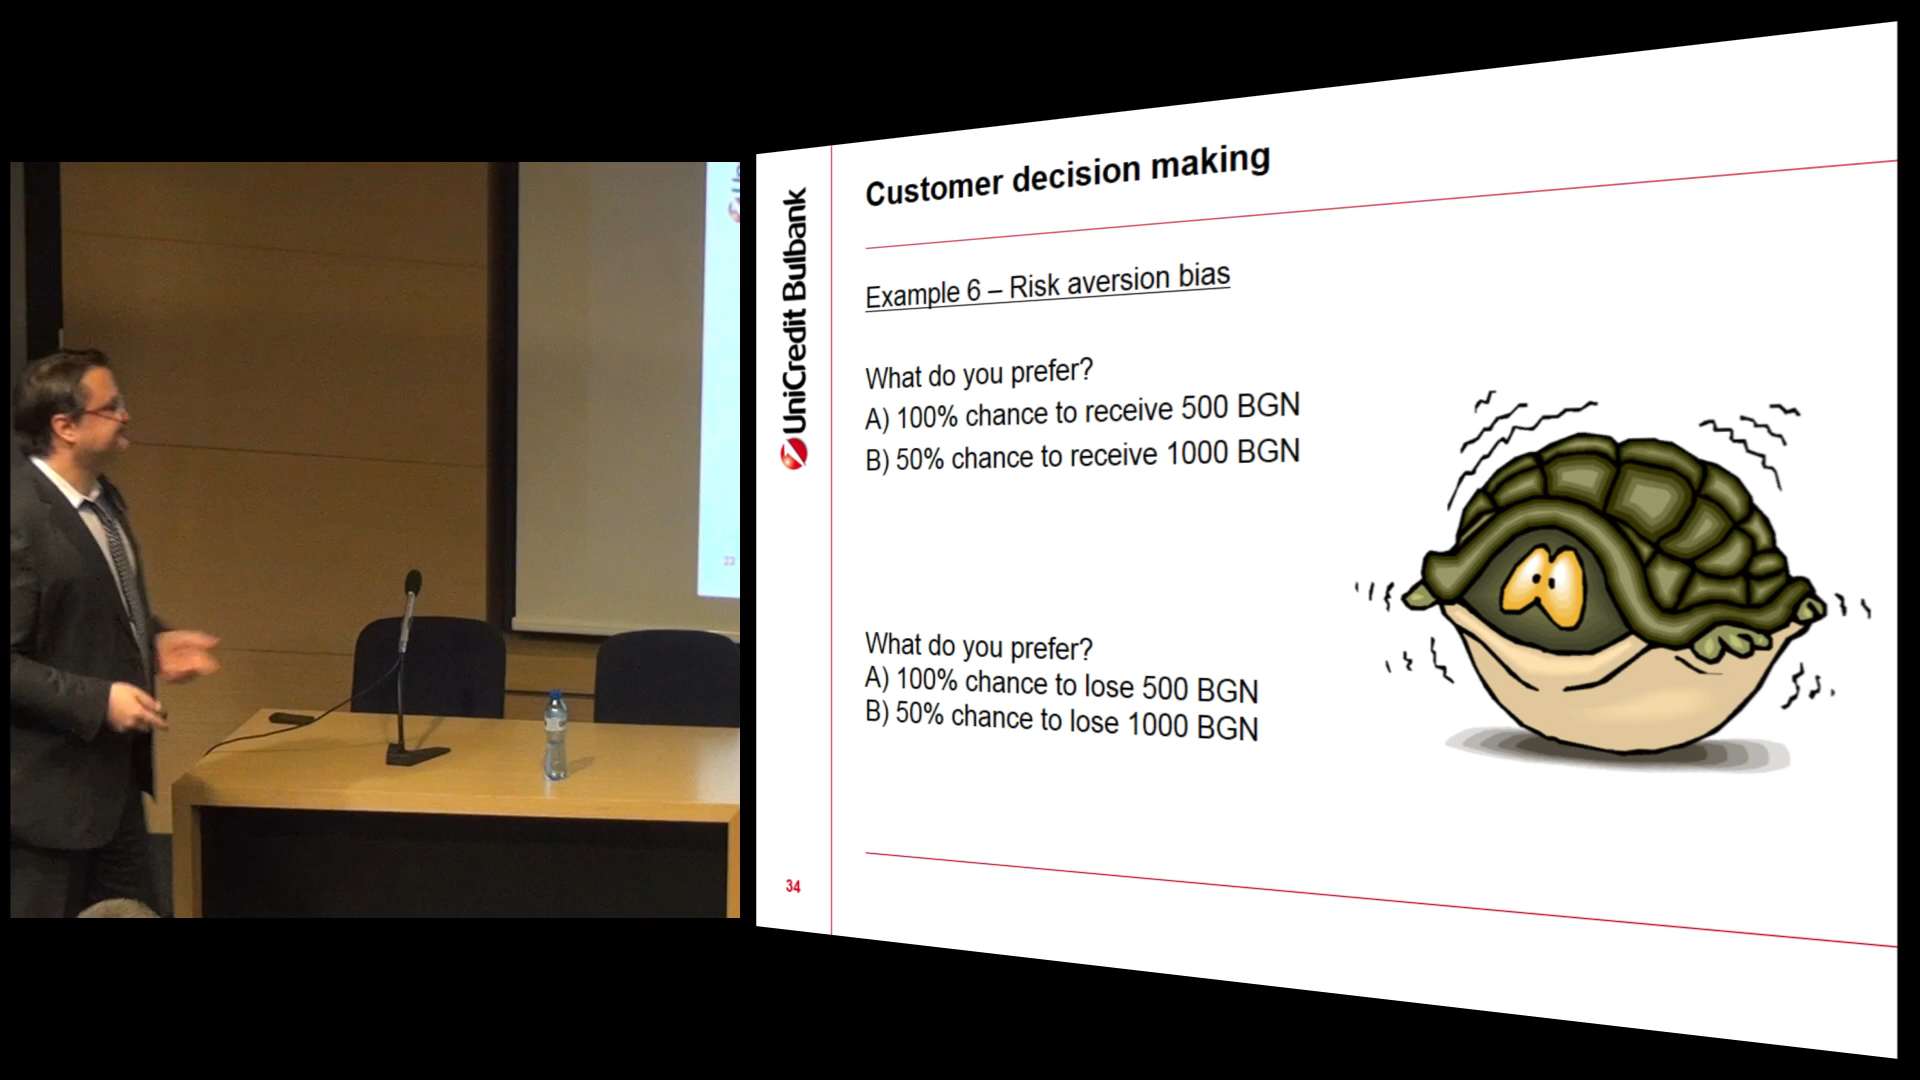 Customer decision making
UniCredit Bulbank
Example 6 – Risk aversion bias
What do you prefer?
A) 100% chance to receive 500 BGN
B) 50% chance to receive 1000 BGN
What do you prefer?
A) 100% chance to lose 500 BGN
B) 50% chance to lose 1000 BGN
34